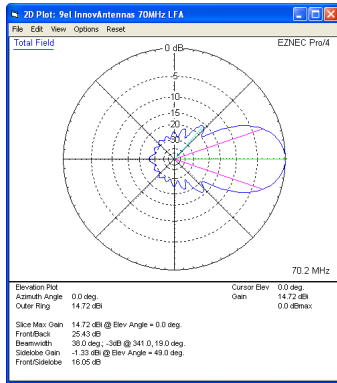 2D Plot: 9el InnovAntennas 70MHz LFA
File Edit View Options Reset
Total Field
EZNEC Pro/4
0 dB
-5
-10
-15
-20
-30
70.2 MHz
Elevation Plot
Azimuth Angle 0.0 deg.
Outer Ring 14.72 dBi
Cursor Elev 0.0 deg.
Gain 14.72 dBi
0.0 dBmax
Slice Max Gain 14.72 dBi @ Elev Angle = 0.0 deg.
Front/Back 25.43 dB
Beamwidth 38.0 deg.; -3dB @ 341.0, 19.0 deg.
Sidelobe Gain -1.33 dBi @ Elev Angle = 49.0 deg.
Front/Sidelobe 16.05 dB